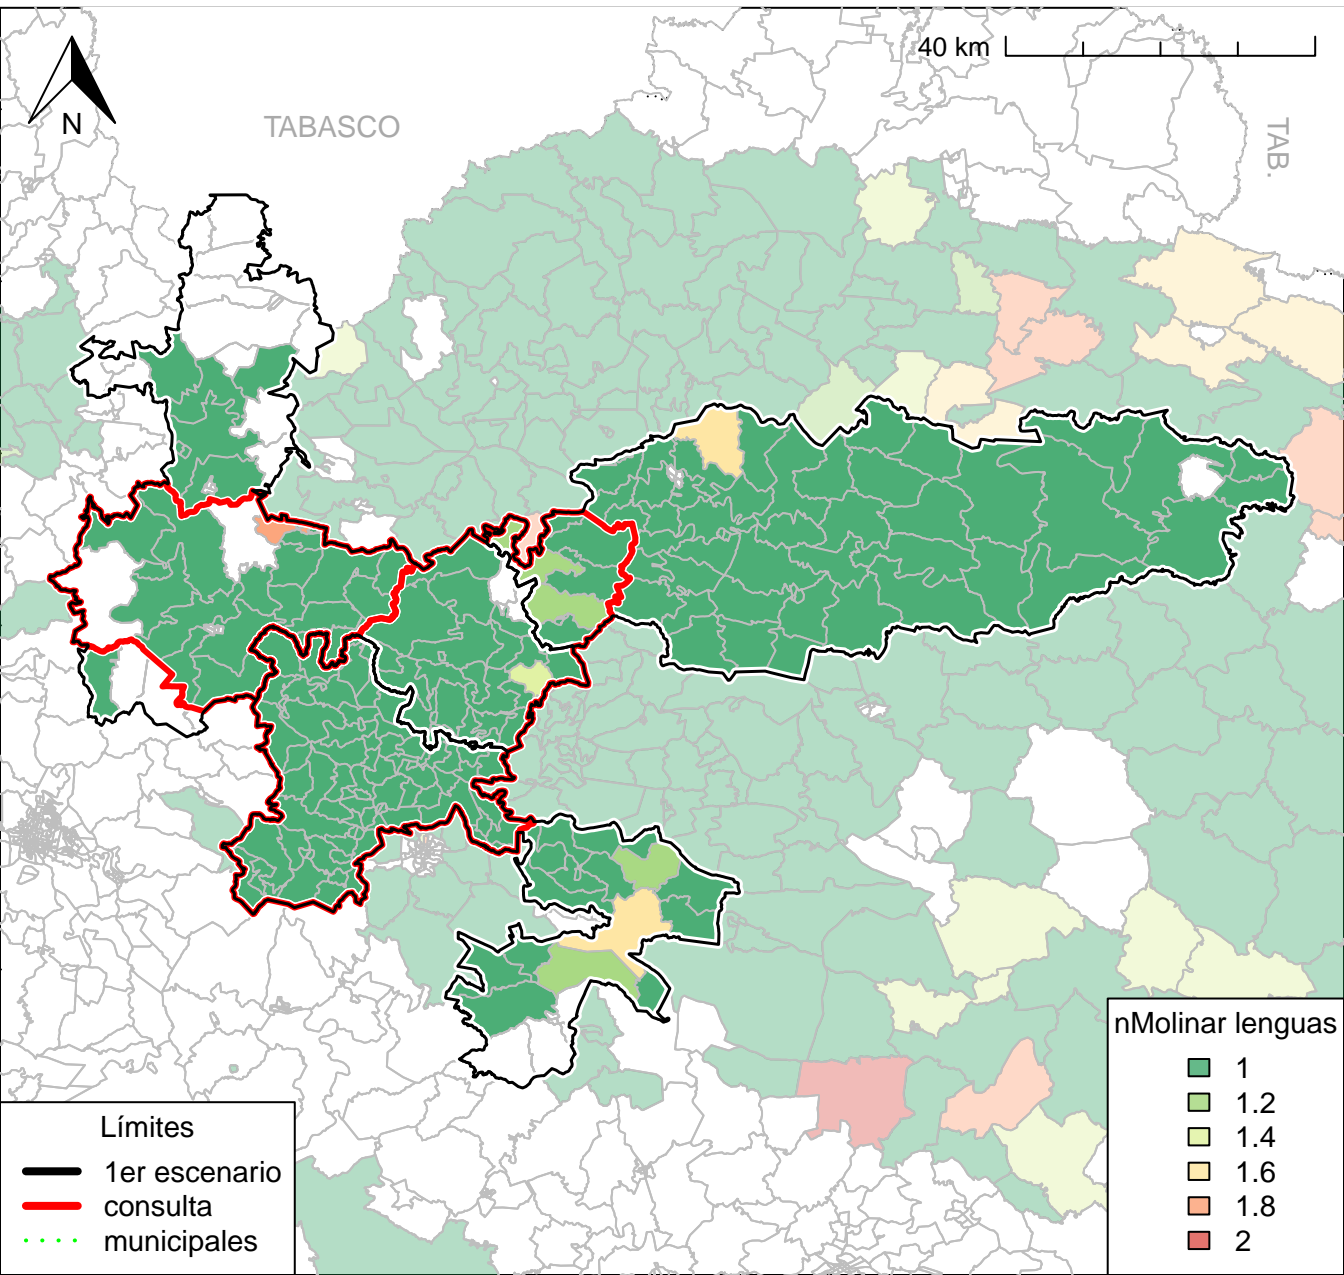 40 km
N
TABASCO
TAB.
nMolinar lenguas
1
1.2
1.4
1.6
1.8
2
Límites
1er escenario
consulta
municipales